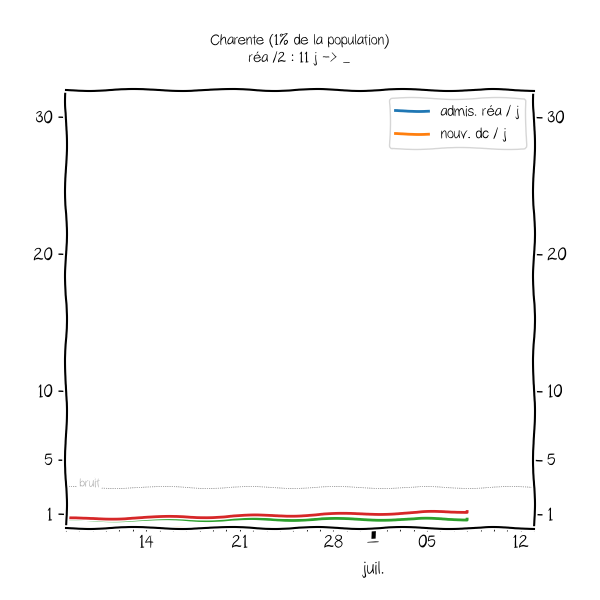 Charente (1% de la population)
réa /2 : 11 j -> _
admis. réa / j
nouv. dc / j
30
30
20
20
10
10
5
5
bruit
1
1
14
21
28
05
12
juil.